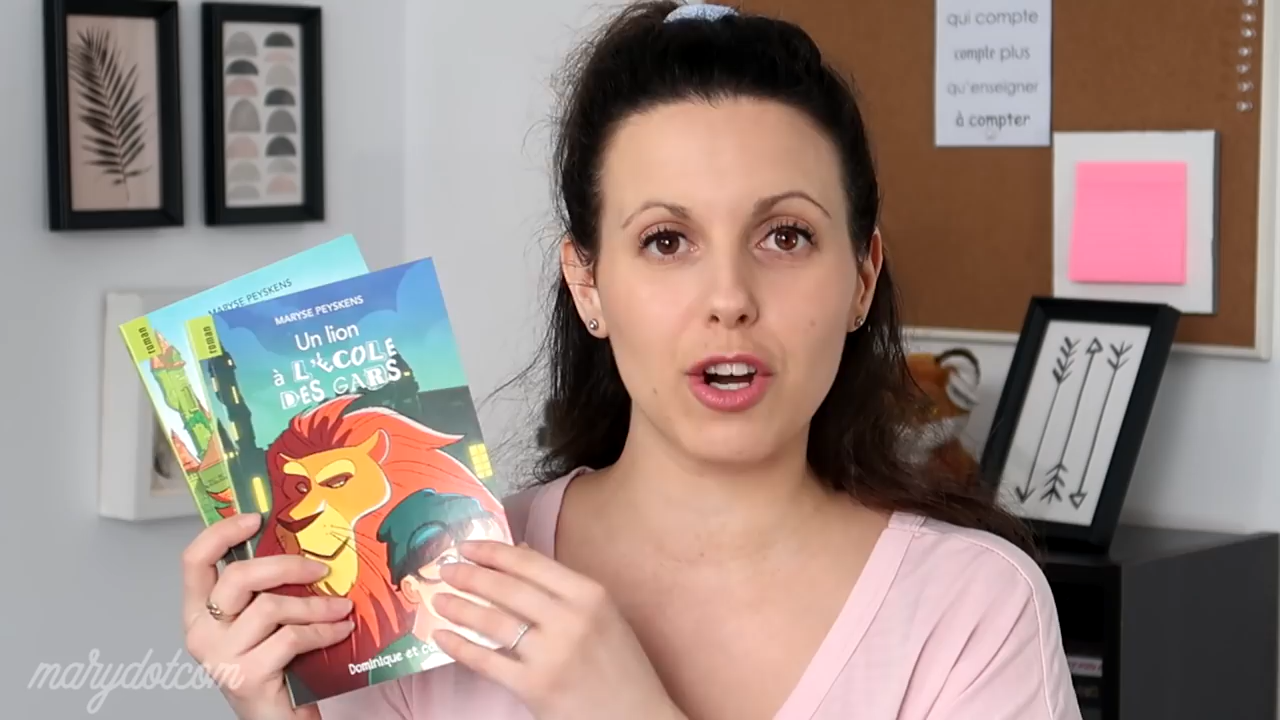 qui compte
compte plus
qu'enseigner
à compter
MARYSE PEYSKENS
roman
roman
MARYSE PEYSKENS
Un lion
à L'ÉCOLE
DES GARS
Dominique et
marydotcom